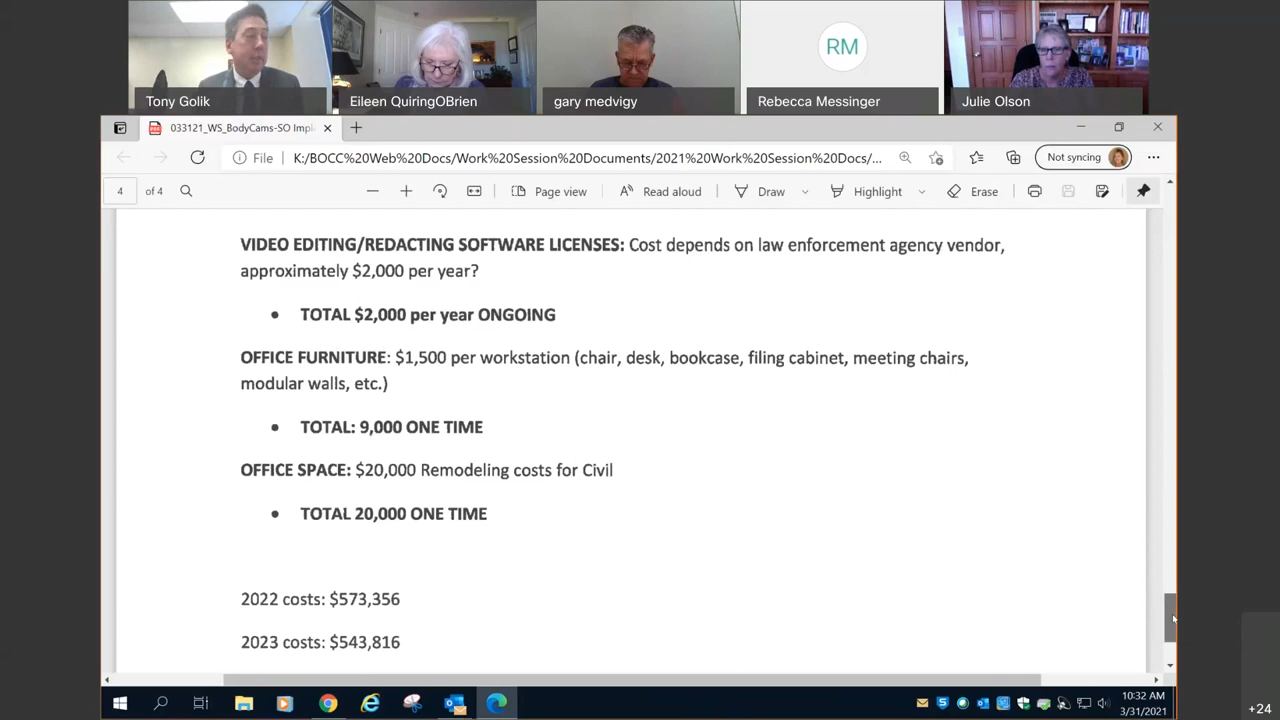 RM
Tony Golik
Eileen QuiringOBrien
gary medvigy
Rebecca Messinger
Julie Olson
033121_WS_BodyCams-SO Impl
File
K:/BOCC%20Web%20Docs/Work%20Session%20Documents/2021%20Work%20Session%20Docs/...
Not syncing
4 of 4
Page view
Read aloud
Draw
Highlight
Erase
VIDEO EDITING/REDACTING SOFTWARE LICENSES: Cost depends on law enforcement agency vendor,
approximately $2,000 per year?
• TOTAL $2,000 per year ONGOING
OFFICE FURNITURE: $1,500 per workstation (chair, desk, bookcase, filing cabinet, meeting chairs,
modular walls, etc.)
• TOTAL: 9,000 ONE TIME
OFFICE SPACE: $20,000 Remodeling costs for Civil
• TOTAL 20,000 ONE TIME
2022 costs: $573,356
2023 costs: $543,816
10:32 AM
3/31/2021
+24